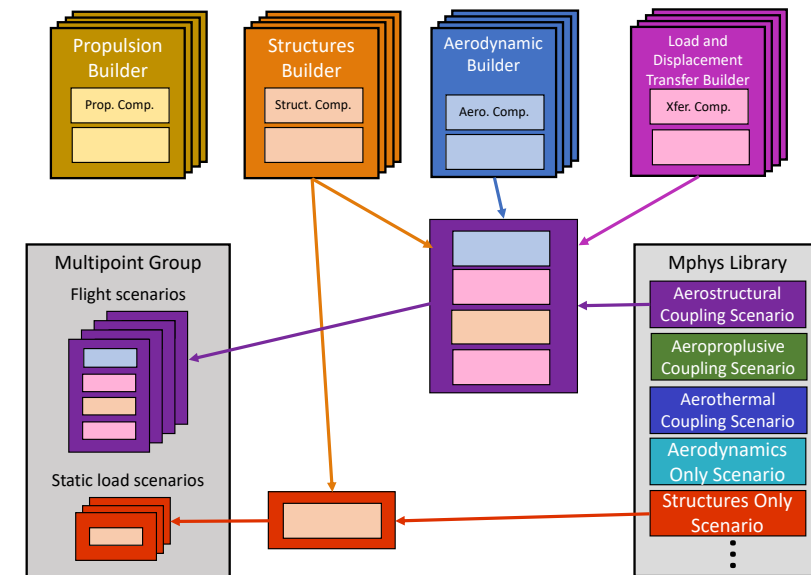 Propulsion
Builder
Prop. Comp.
Structures
Builder
Struct. Comp.
Aerodynamic
Builder
Aero. Comp.
Load and
Displacement
Transfer Builder
Xfer. Comp.
Multipoint Group
Flight scenarios
Static load scenarios
Mphys Library
Aerostructural
Coupling Scenario
Aeroproplusive
Coupling Scenario
Aerothermal
Coupling Scenario
Aerodynamics
Only Scenario
Structures Only
Scenario